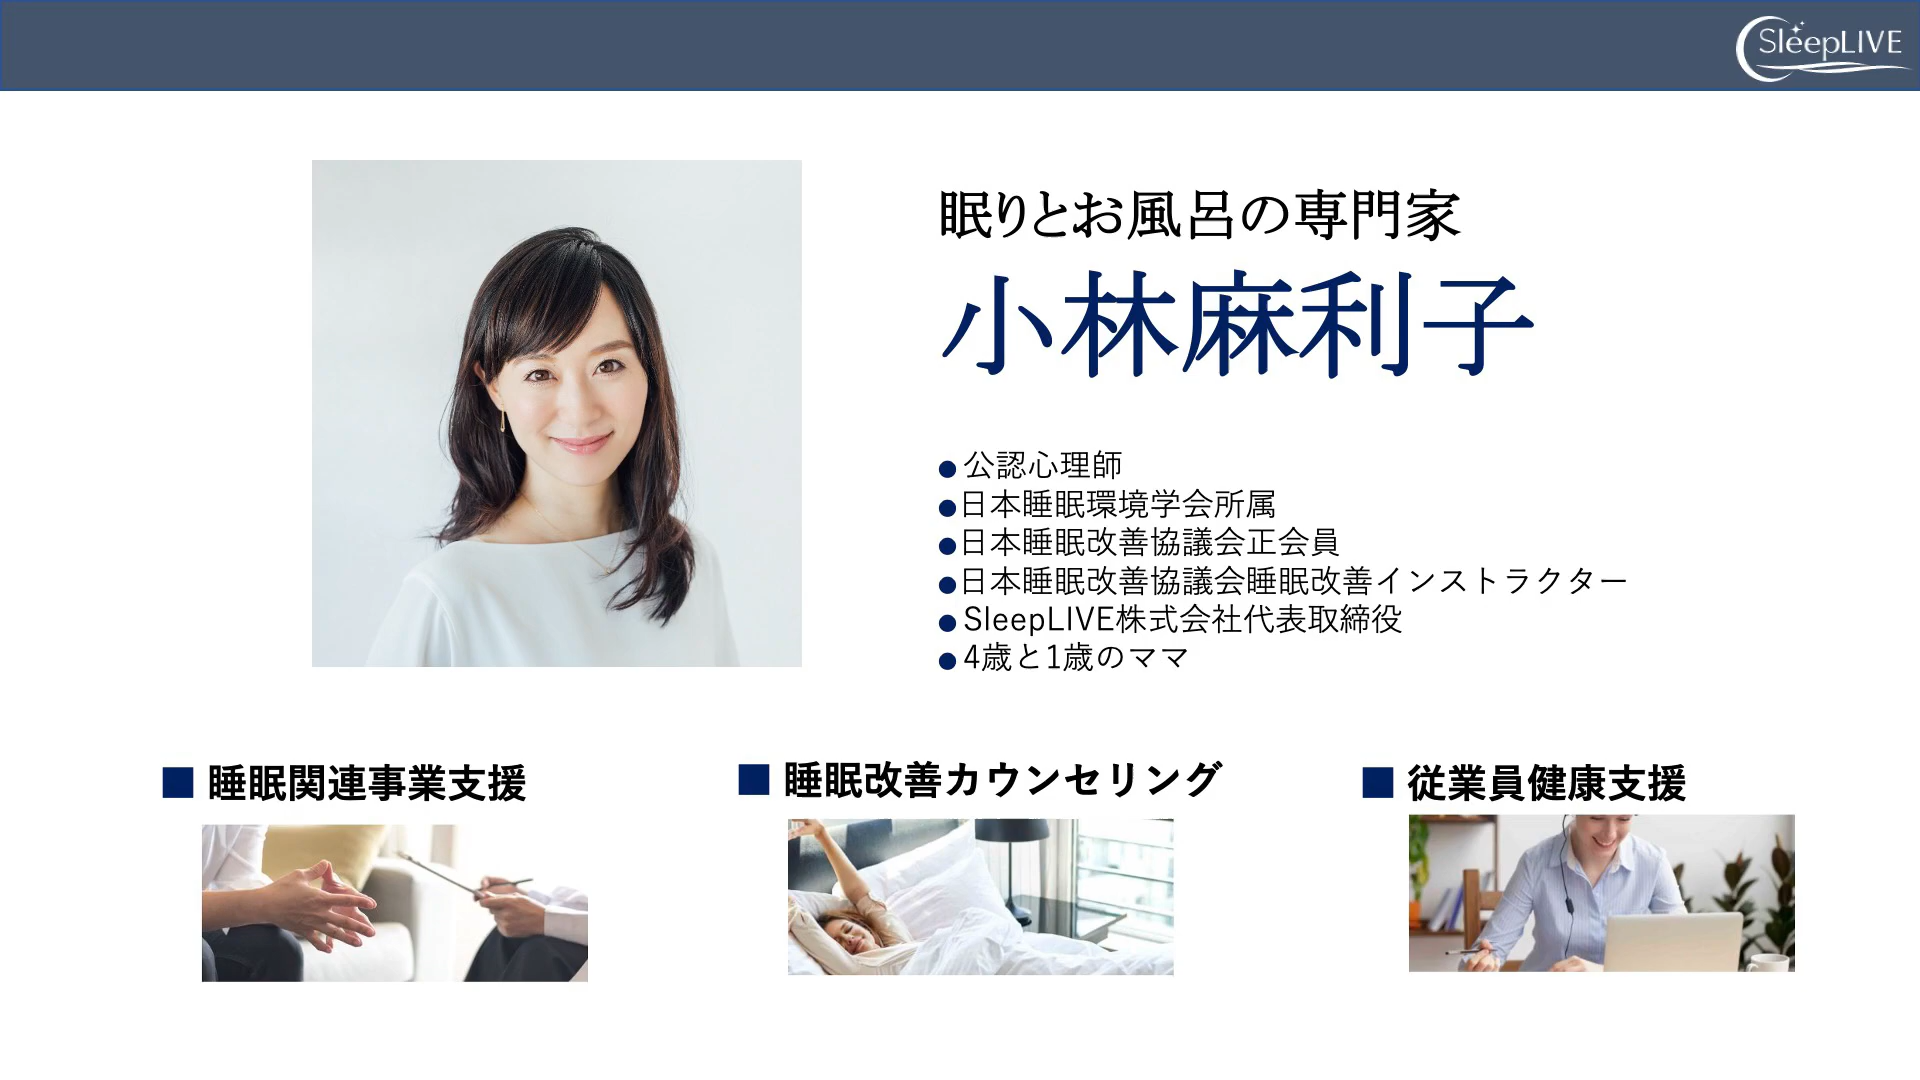 SleepLIVE
眠りとお風呂の専門家
小林麻利子
●公認心理師
●日本睡眠環境学会所属
●日本睡眠改善協議会正会員
●日本睡眠改善協議会睡眠改善インストラクター
●SleepLIVE株式会社代表取締役
●4歳と1歳のママ
■ 睡眠関連事業支援
■ 睡眠改善カウンセリング
■ 従業員健康支援